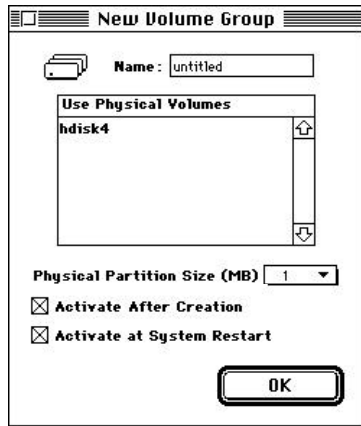 New Volume Group
Name: untitled
Use Physical Volumes
hdisk4
Physical Partition Size (MB) 1
Activate After Creation
Activate at System Restart
OK